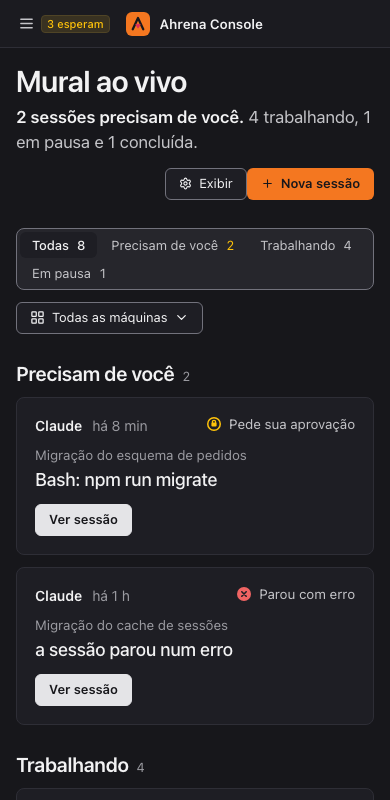 3 esperam Ahrena Console
Mural ao vivo
2 sessões precisam de você. 4 trabalhando, 1
em pausa e 1 concluída.
Exibir + Nova sessão
Todas 8 Precisam de você 2 Trabalhando 4
Em pausa 1
Todas as máquinas
Precisam de você 2
Claude há 8 min Pede sua aprovação
Migração do esquema de pedidos
Bash: npm run migrate
Ver sessão
Claude há 1 h Parou com erro
Migração do cache de sessões
a sessão parou num erro
Ver sessão
Trabalhando 4